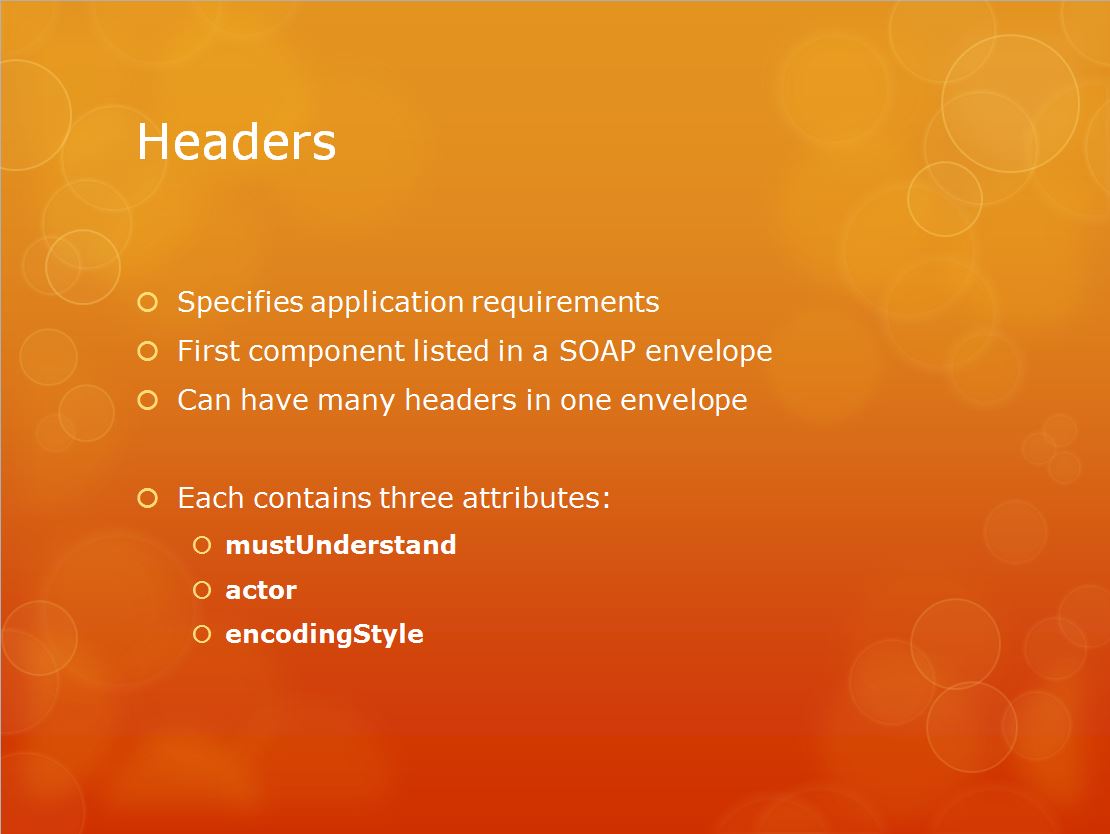 Headers
Specifies application requirements
First component listed in a SOAP envelope
Can have many headers in one envelope
Each contains three attributes:
mustUnderstand
actor
encodingStyle